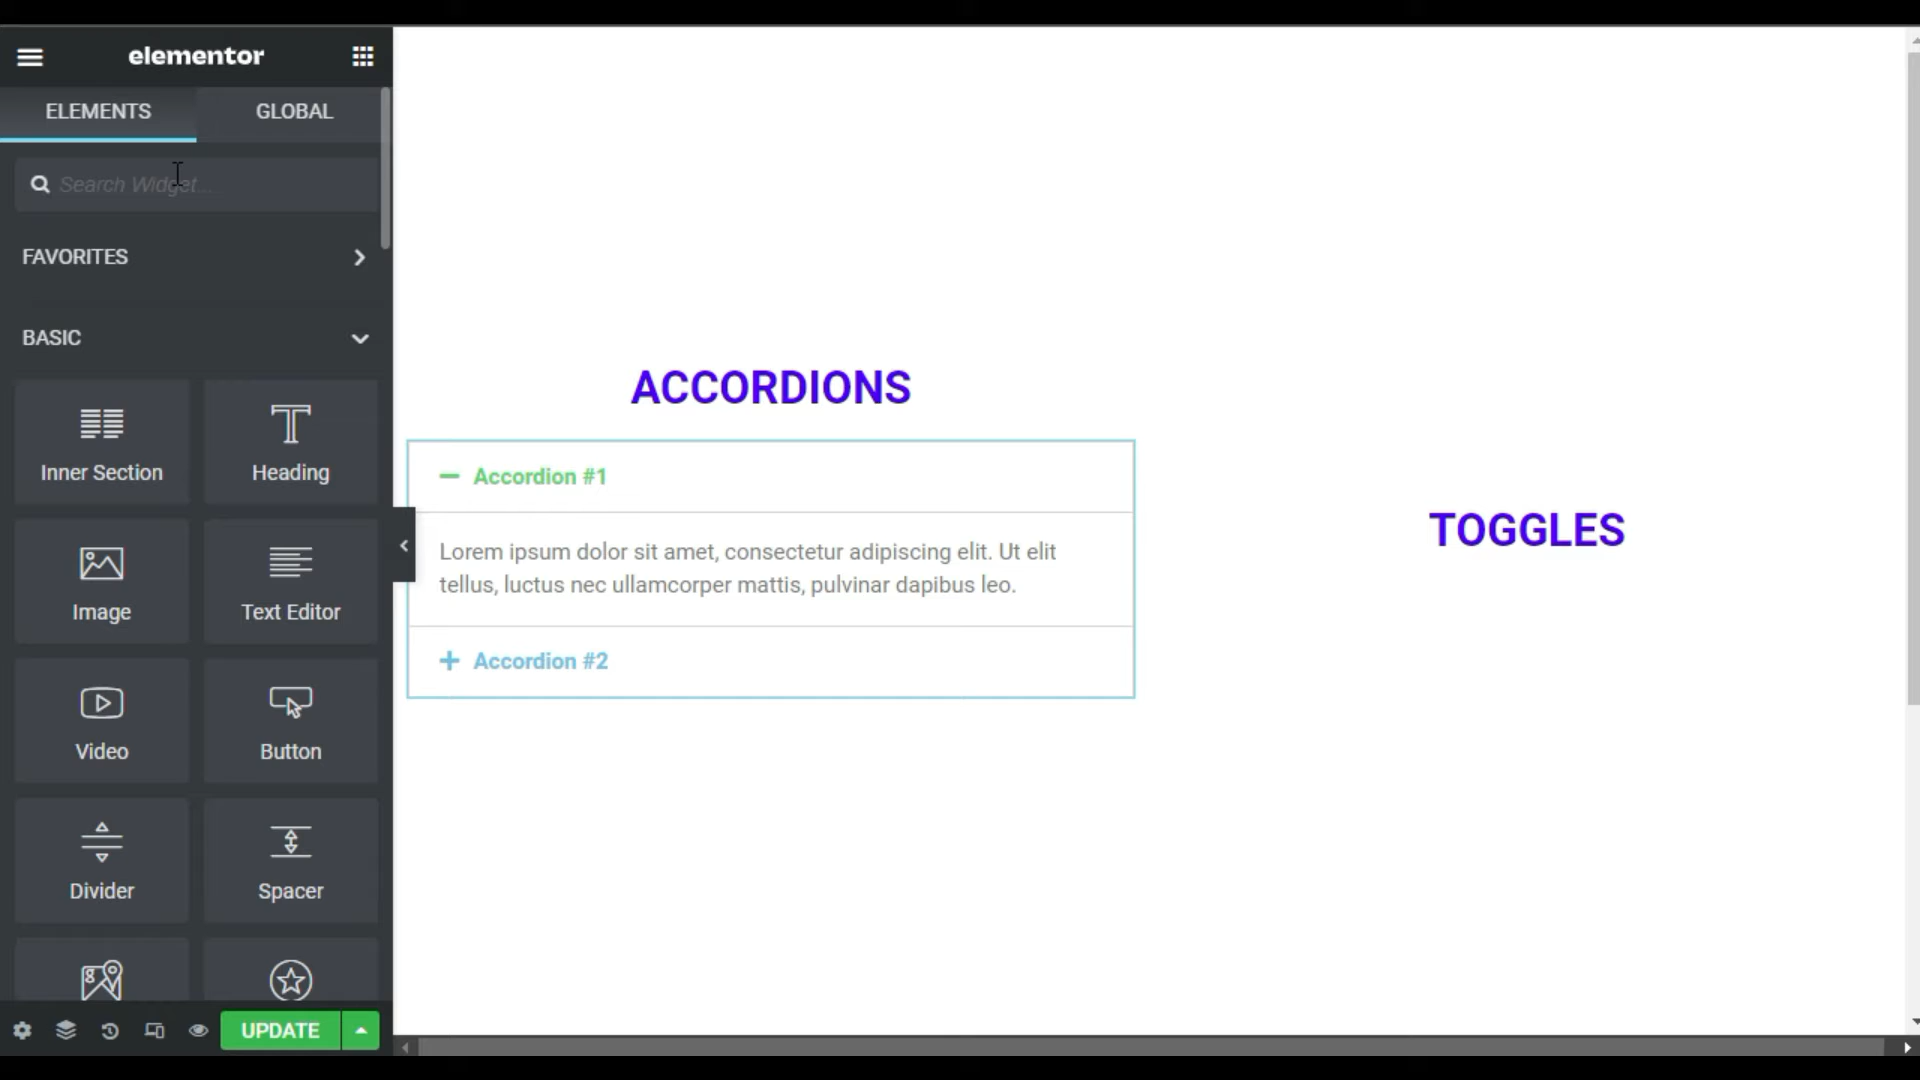 elementor
ELEMENTS
GLOBAL
Search Widget...
FAVORITES
BASIC
Inner Section
Heading
Image
Text Editor
Video
Button
Divider
Spacer
UPDATE
ACCORDIONS
Accordion #1
Lorem ipsum dolor sit amet, consectetur adipiscing elit. Ut elit
tellus, luctus nec ullamcorper mattis, pulvinar dapibus leo.
Accordion #2
TOGGLES